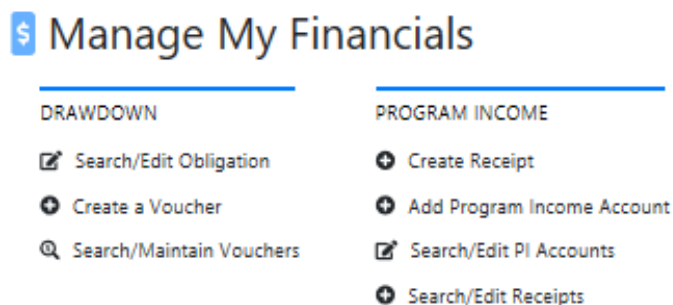 $ Manage My Financials
DRAWDOWN
Search/Edit Obligation
Create a Voucher
Search/Maintain Vouchers
PROGRAM INCOME
Create Receipt
Add Program Income Account
Search/Edit PI Accounts
Search/Edit Receipts